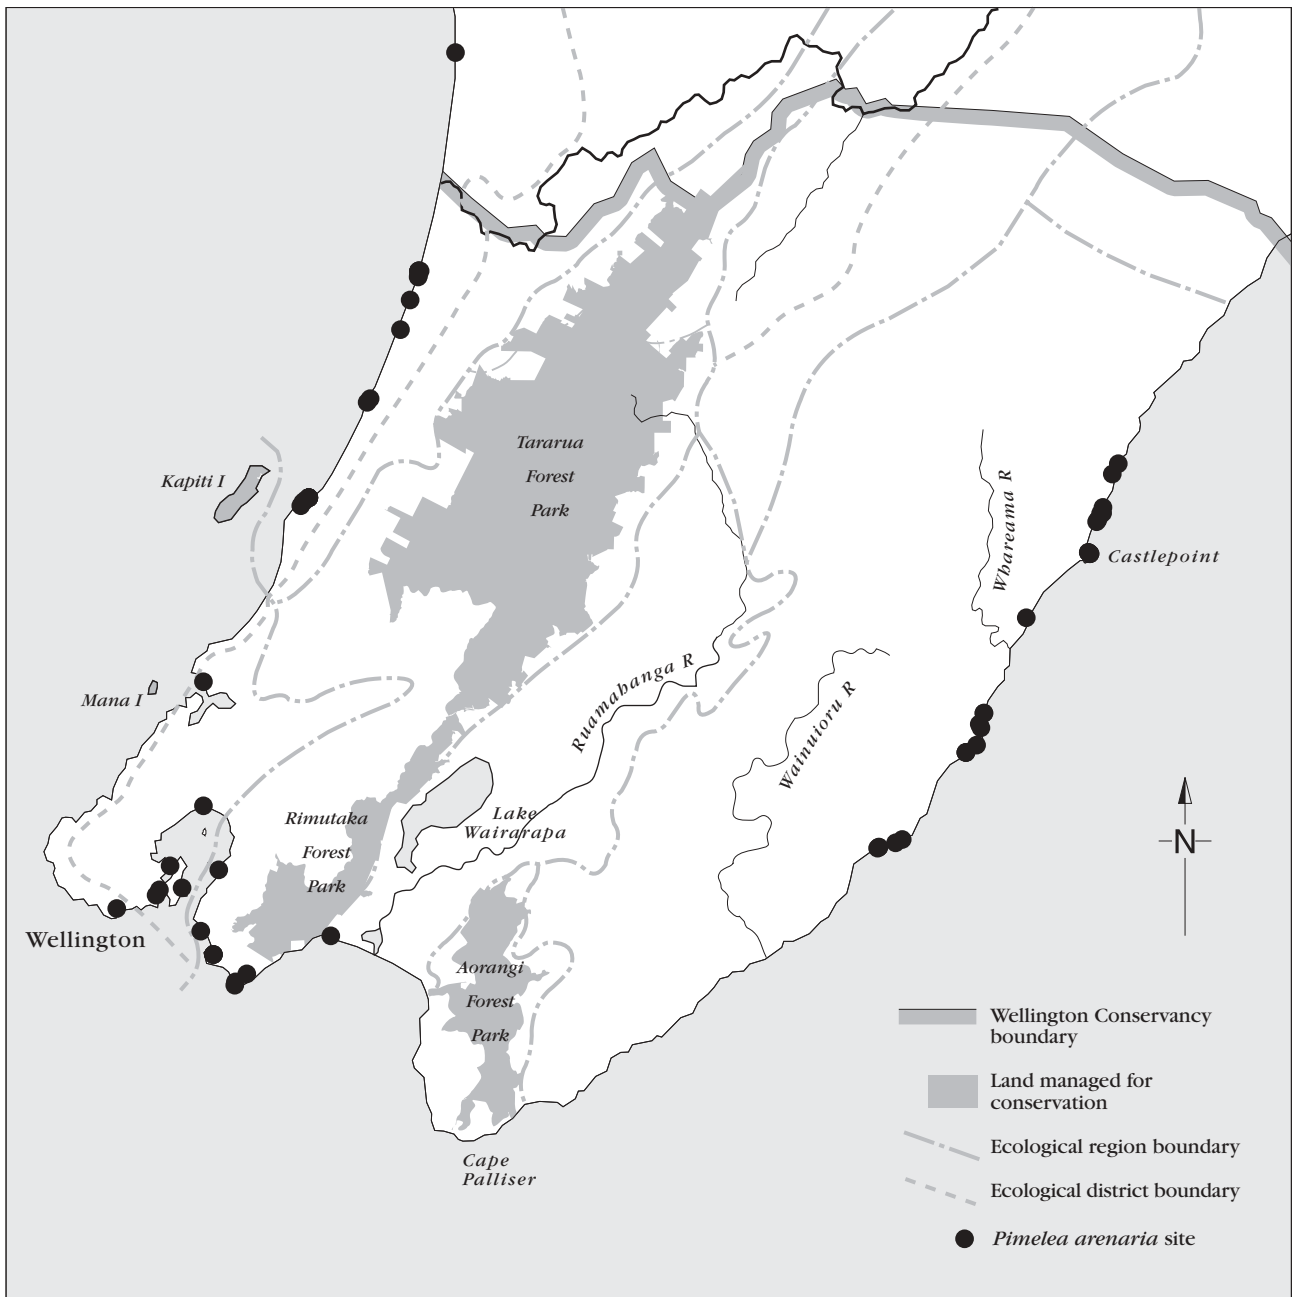 Tararua
Forest
Park
Kapiti I
Whareama R
Castlepoint
Ruamahanga R
Mana I
Wainuioru R
Rimutaka
Forest
Park
Lake
Wairarapa
N
Wellington
Aorangi
Forest
Park
Cape
Palliser
Wellington Conservancy
boundary
Land managed for
conservation
Ecological region boundary
Ecological district boundary
Pimelea arenaria site